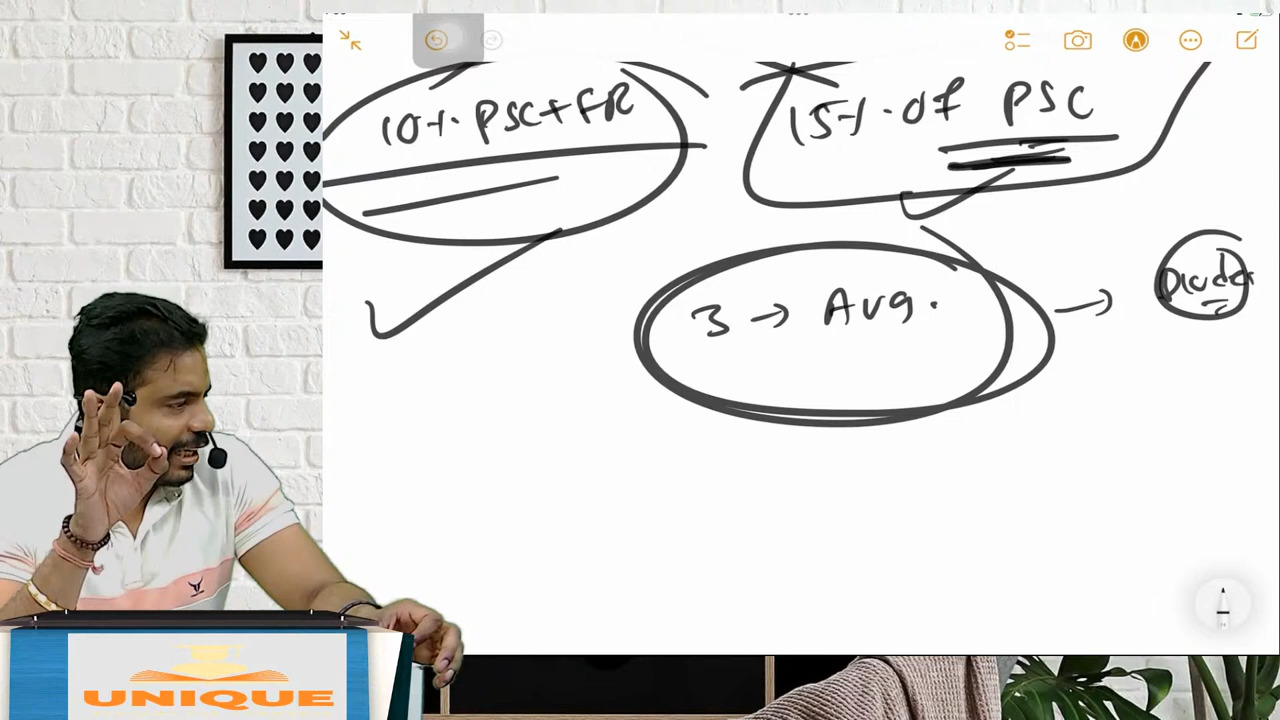 10%. PSC+FR
15%. of PSC
3 → Avg.
UNIQUE